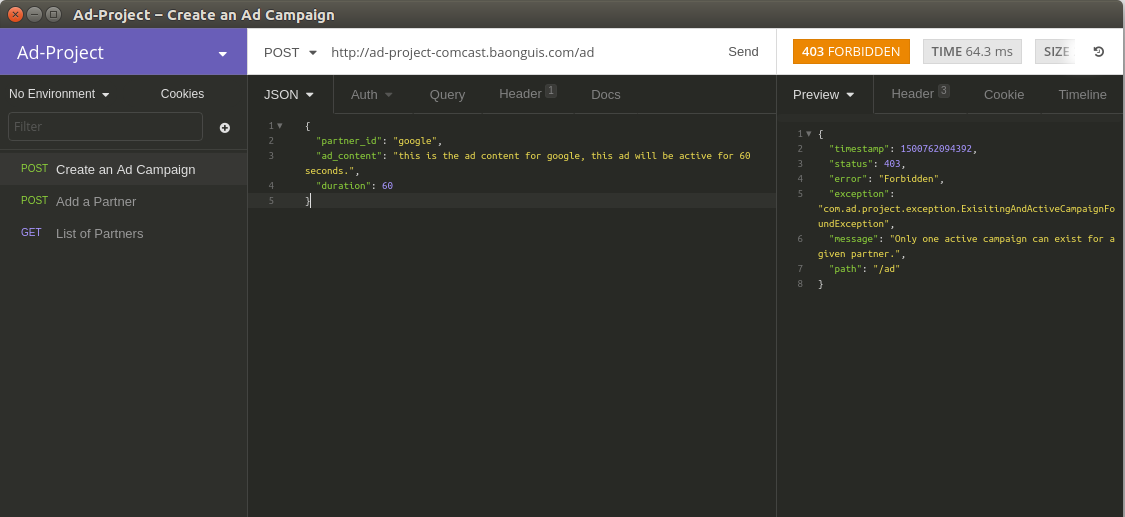 Ad-Project – Create an Ad Campaign
Ad-Project
POST http://ad-project-comcast.baonguis.com/ad Send
403 FORBIDDEN TIME 64.3 ms SIZE
No Environment Cookies
JSON Auth Query Header 1 Docs
Preview Header 3 Cookie Timeline
Filter
POST Create an Ad Campaign
POST Add a Partner
GET List of Partners
1 {
2 "partner_id": "google",
3 "ad_content": "this is the ad content for google, this ad will be active for 60
seconds.",
4 "duration": 60
5 }
1 {
2 "timestamp": 1500762094392,
3 "status": 403,
4 "error": "Forbidden",
5 "exception":
"com.ad.project.exception.ExisitingAndActiveCampaignFo
undException",
6 "message": "Only one active campaign can exist for a
given partner.",
7 "path": "/ad"
8 }